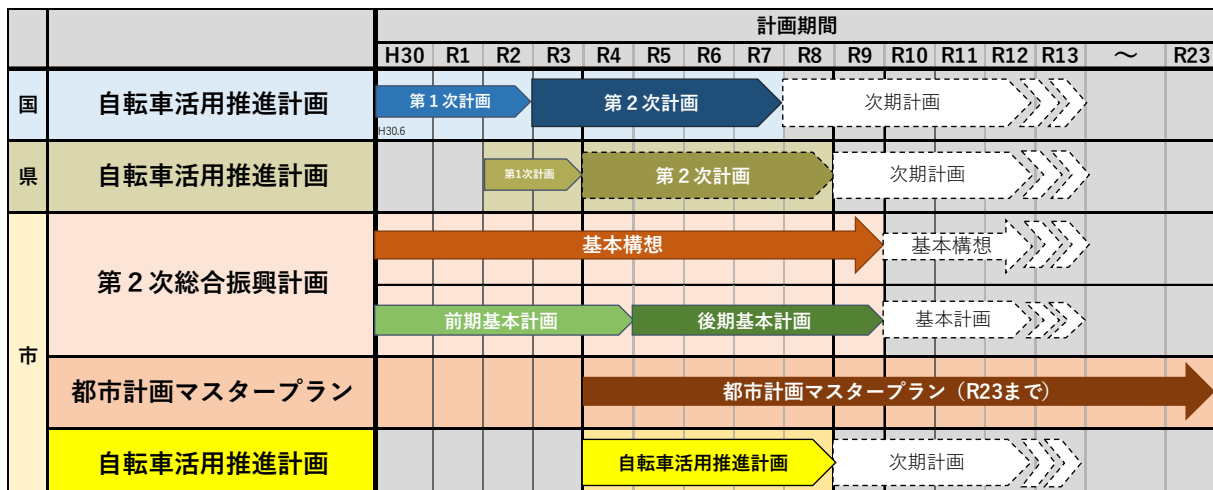 計画期間
H30 R1 R2 R3 R4 R5 R6 R7 R8 R9 R10 R11 R12 R13 ～ R23
国 自転車活用推進計画 第１次計画 第２次計画 次期計画
H30.6
県 自転車活用推進計画 第1次計画 第２次計画 次期計画
市
第２次総合振興計画
基本構想 基本構想
前期基本計画 後期基本計画 基本計画
都市計画マスタープラン 都市計画マスタープラン（R23まで）
自転車活用推進計画 自転車活用推進計画 次期計画